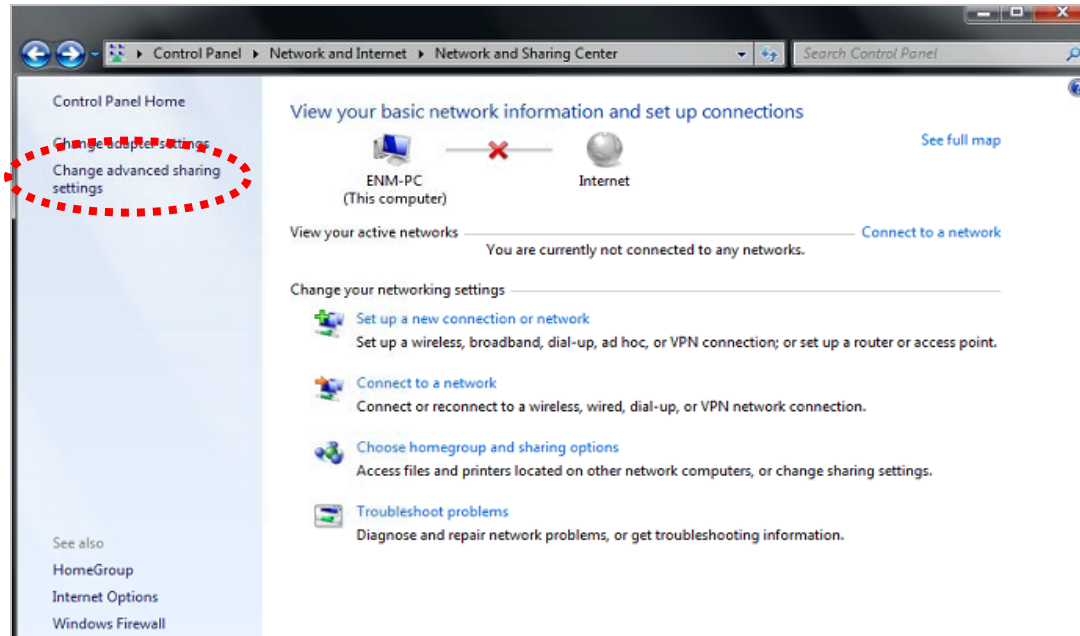 Control Panel ▸ Network and Internet ▸ Network and Sharing Center
Search Control Panel
Control Panel Home
Change adapter settings
Change advanced sharing
settings
View your basic network information and set up connections
See full map
ENM-PC
(This computer)
Internet
View your active networks
Connect to a network
You are currently not connected to any networks.
Change your networking settings
Set up a new connection or network
Set up a wireless, broadband, dial-up, ad hoc, or VPN connection; or set up a router or access point.
Connect to a network
Connect or reconnect to a wireless, wired, dial-up, or VPN network connection.
Choose homegroup and sharing options
Access files and printers located on other network computers, or change sharing settings.
Troubleshoot problems
Diagnose and repair network problems, or get troubleshooting information.
See also
HomeGroup
Internet Options
Windows Firewall